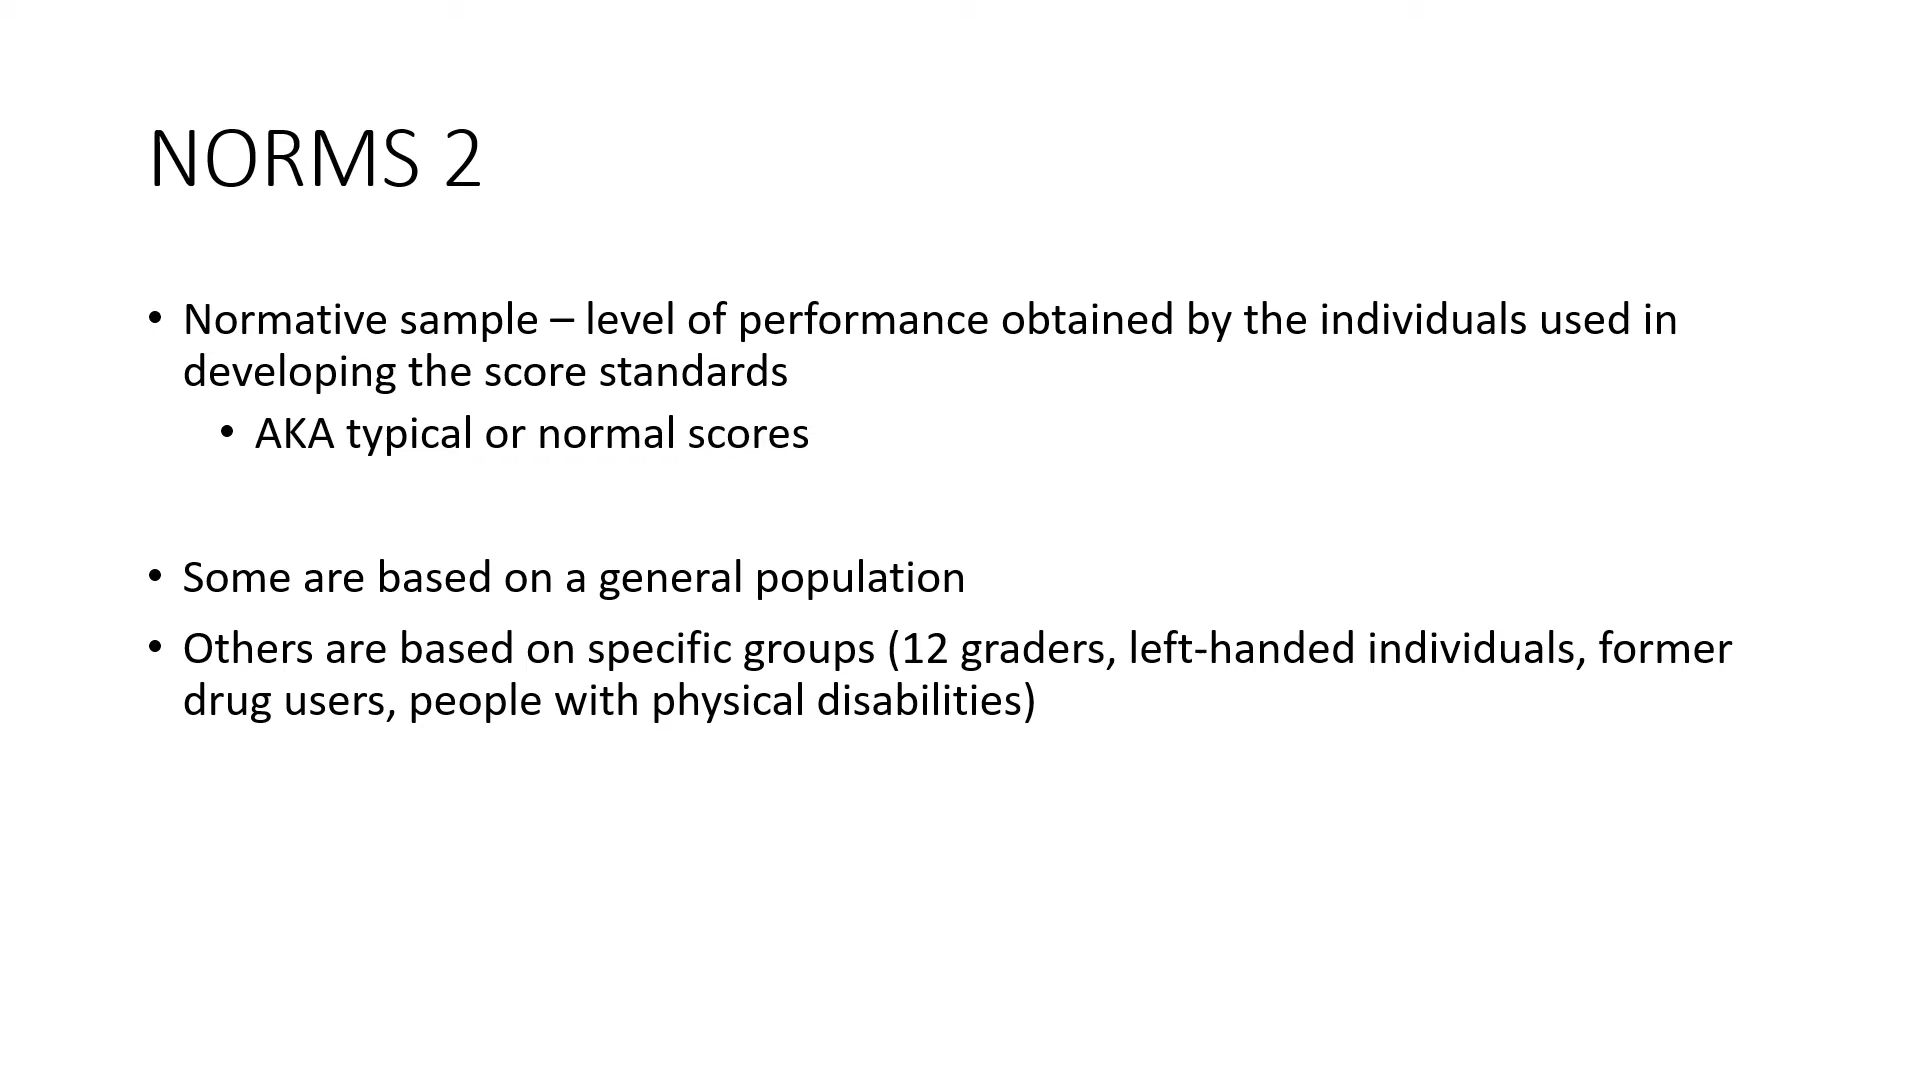 NORMS 2
• Normative sample – level of performance obtained by the individuals used in
developing the score standards
• AKA typical or normal scores
• Some are based on a general population
• Others are based on specific groups (12 graders, left-handed individuals, former
drug users, people with physical disabilities)